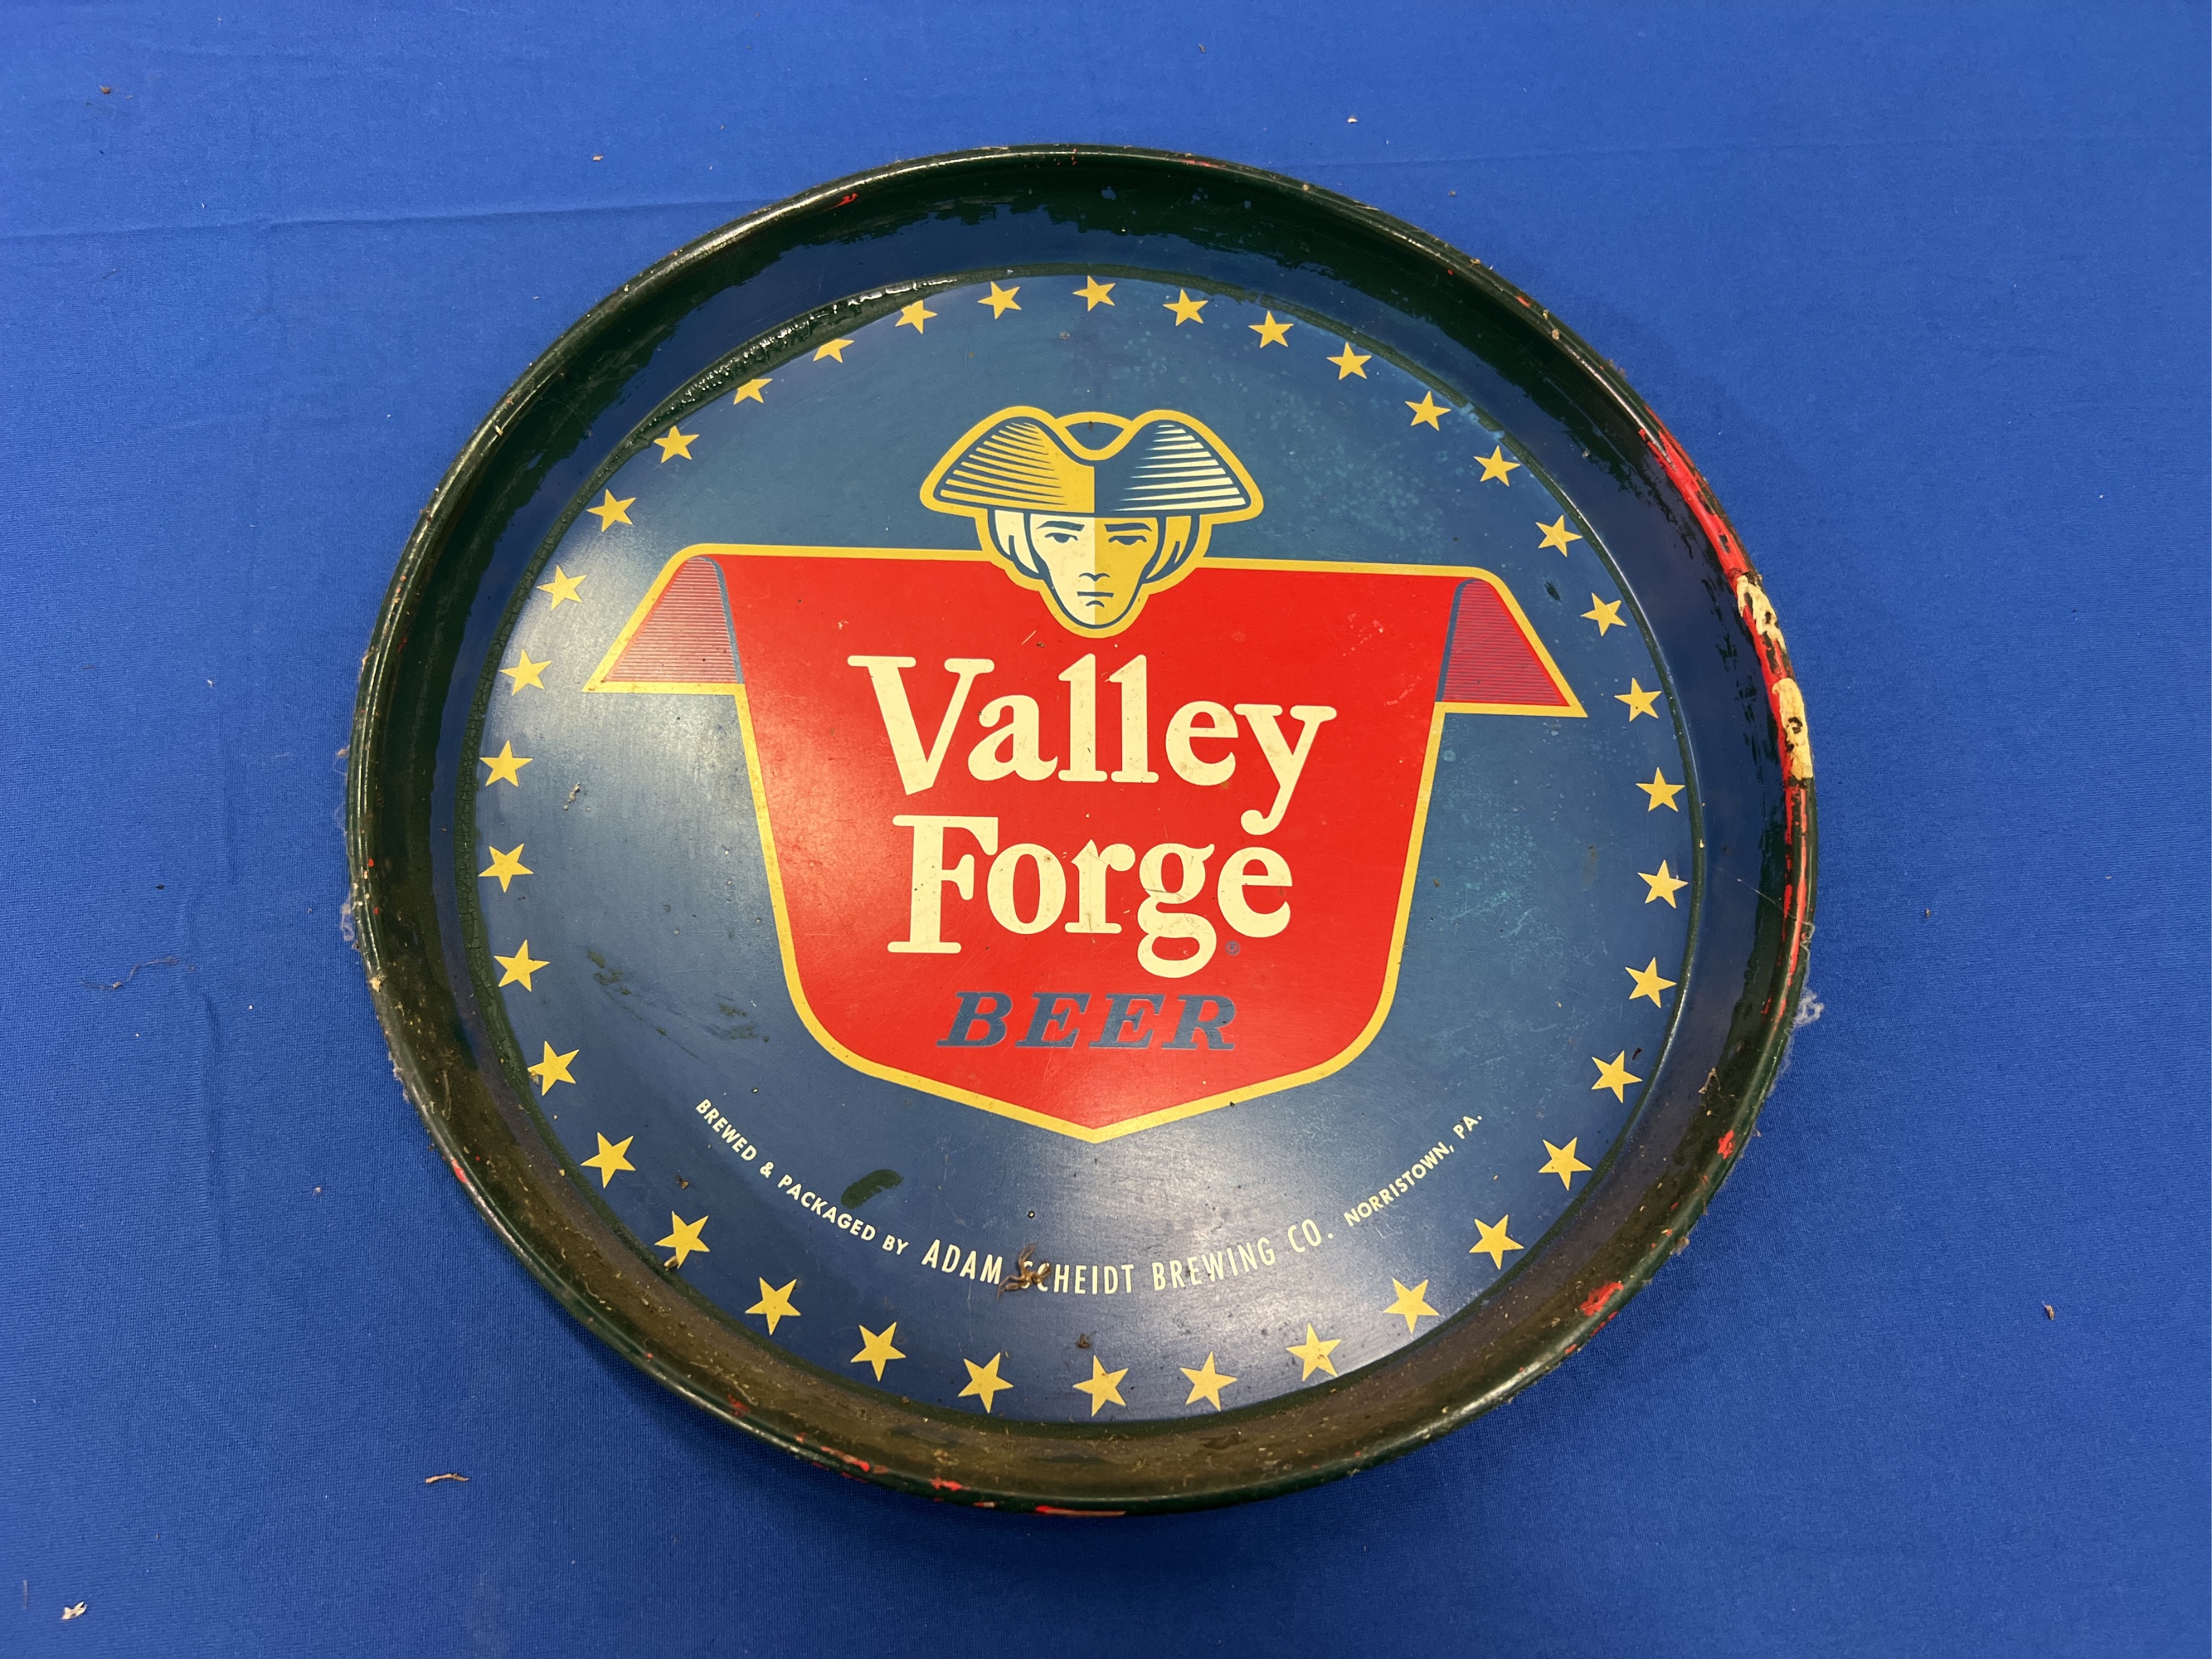 Valley
Forge
BEER
BREWED & PACKAGED BY ADAM SCHEIDT BREWING CO. NORRISTOWN, PA.